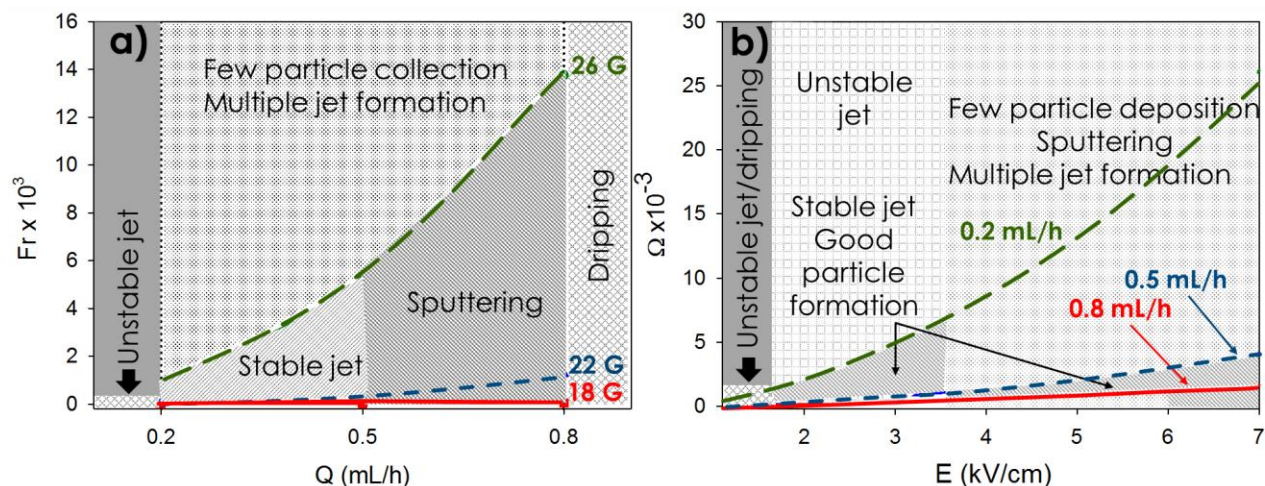 a)
Fr x 10³
16
14
12
10
8
6
4
2
0
Unstable jet
Few particle collection
Multiple jet formation
26 G
Dripping
Sputtering
Stable jet
22 G
18 G
0.2
0.5
0.8
Q (mL/h)
b)
Ω x10⁻³
30
25
20
15
10
5
0
Unstable jet/dripping
Unstable
jet
Few particle deposition
Sputtering
Multiple jet formation
Stable jet
Good
particle
formation
0.2 mL/h
0.5 mL/h
0.8 mL/h
2
3
4
5
6
7
E (kV/cm)